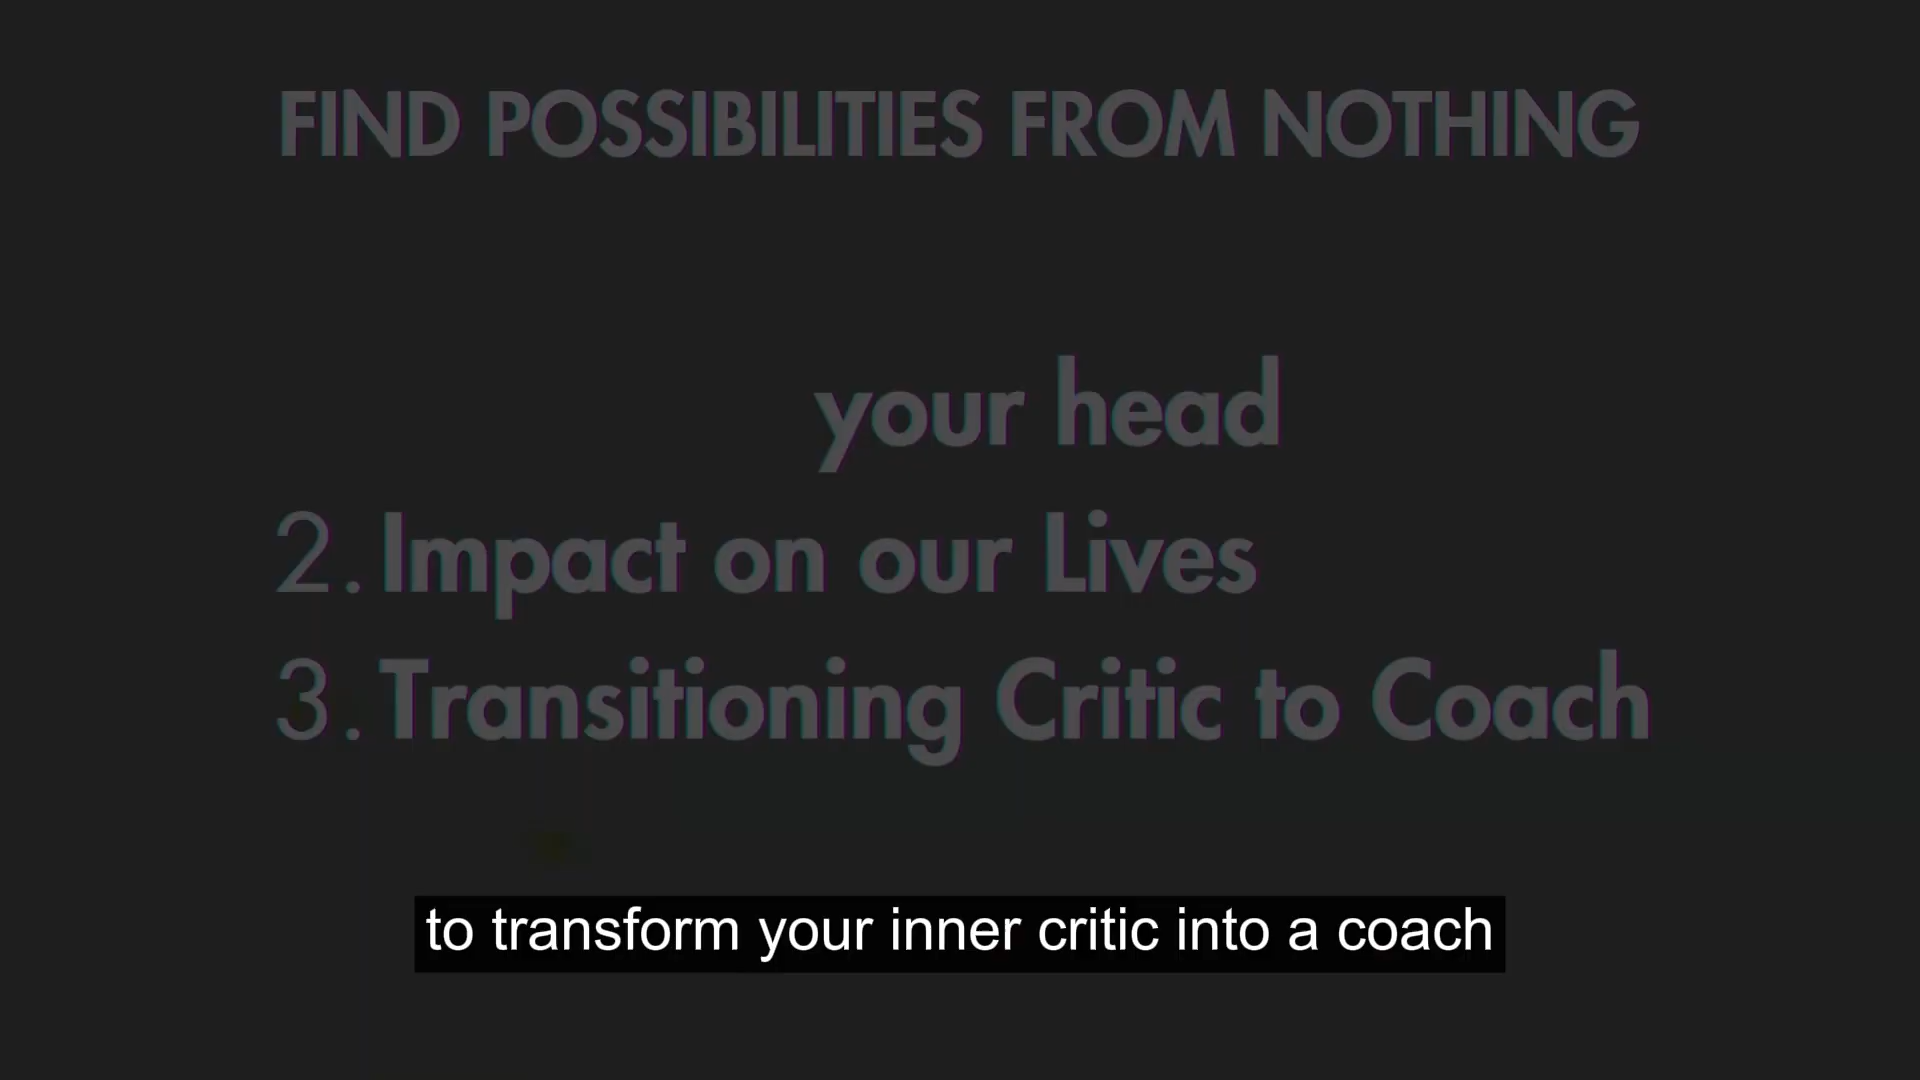 FIND POSSIBILITIES FROM NOTHING
your head
2. Impact on our Lives
3. Transitioning Critic to Coach
to transform your inner critic into a coach